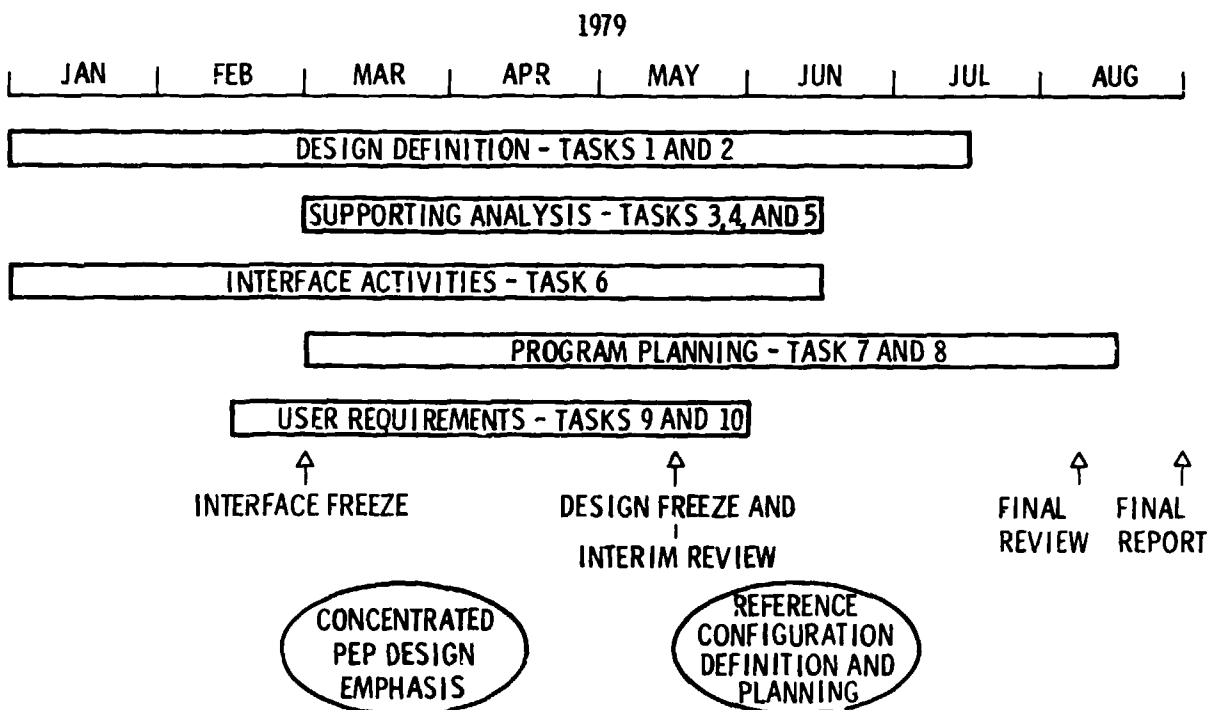 1979
JAN FEB MAR APR MAY JUN JUL AUG
DESIGN DEFINITION - TASKS 1 AND 2
SUPPORTING ANALYSIS - TASKS 3,4, AND 5
INTERFACE ACTIVITIES - TASK 6
PROGRAM PLANNING - TASK 7 AND 8
USER REQUIREMENTS - TASKS 9 AND 10
INTERFACE FREEZE
DESIGN FREEZE AND
INTERIM REVIEW
FINAL
REVIEW
FINAL
REPORT
CONCENTRATED
PEP DESIGN
EMPHASIS
REFERENCE
CONFIGURATION
DEFINITION AND
PLANNING